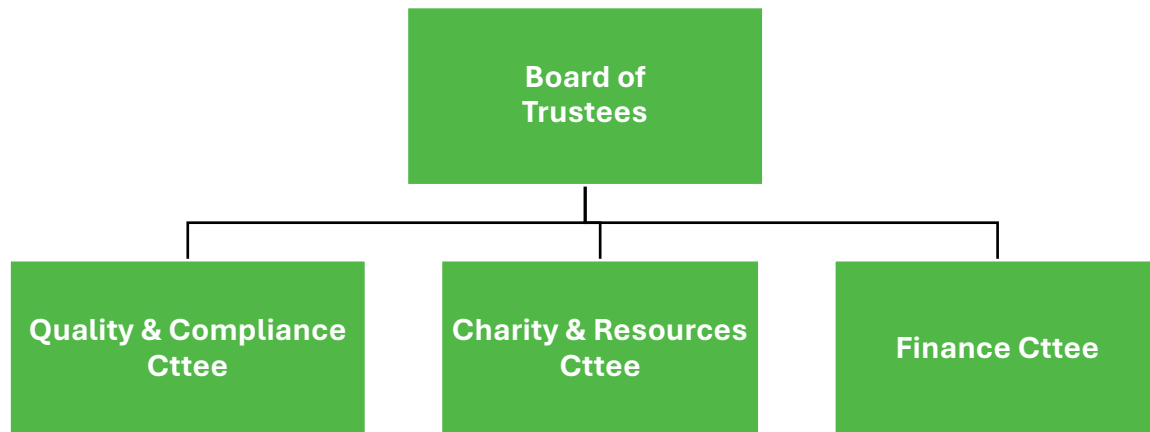 Board of
Trustees
Quality & Compliance
Cttee
Charity & Resources
Cttee
Finance Cttee